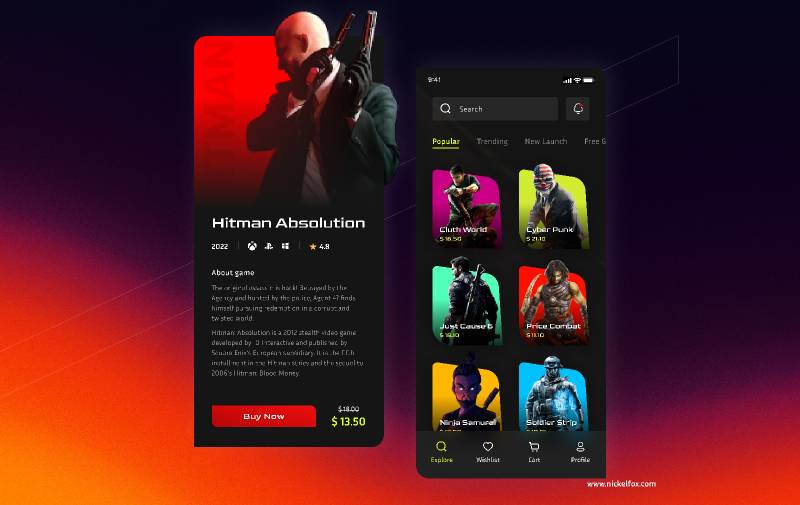 MAN
Hitman Absolution
2022 4.8
About game
The original assassin is back! Betrayed by the
Agency and hunted by the police, Agent 47 finds
himself pursuing redemption in a corrupt and
twisted world.
Hitman: Absolution is a 2012 stealth video game
developed by IO Interactive and published by
Square Enix's European subsidiary. It is the fifth
installment in the Hitman series and the sequel to
2006's Hitman: Blood Money.
Buy Now
$ 18.00
$ 13.50
9:41
Search
Popular Trending New Launch Free G
Cluth World
$ 18.50
Cyber Punk
$ 21.10
Just Cause 6
Price Combat
$ 11.10
Ninja Samurai
Soldier Strip
Explore Wishlist Cart Profile
www.nickelfox.com